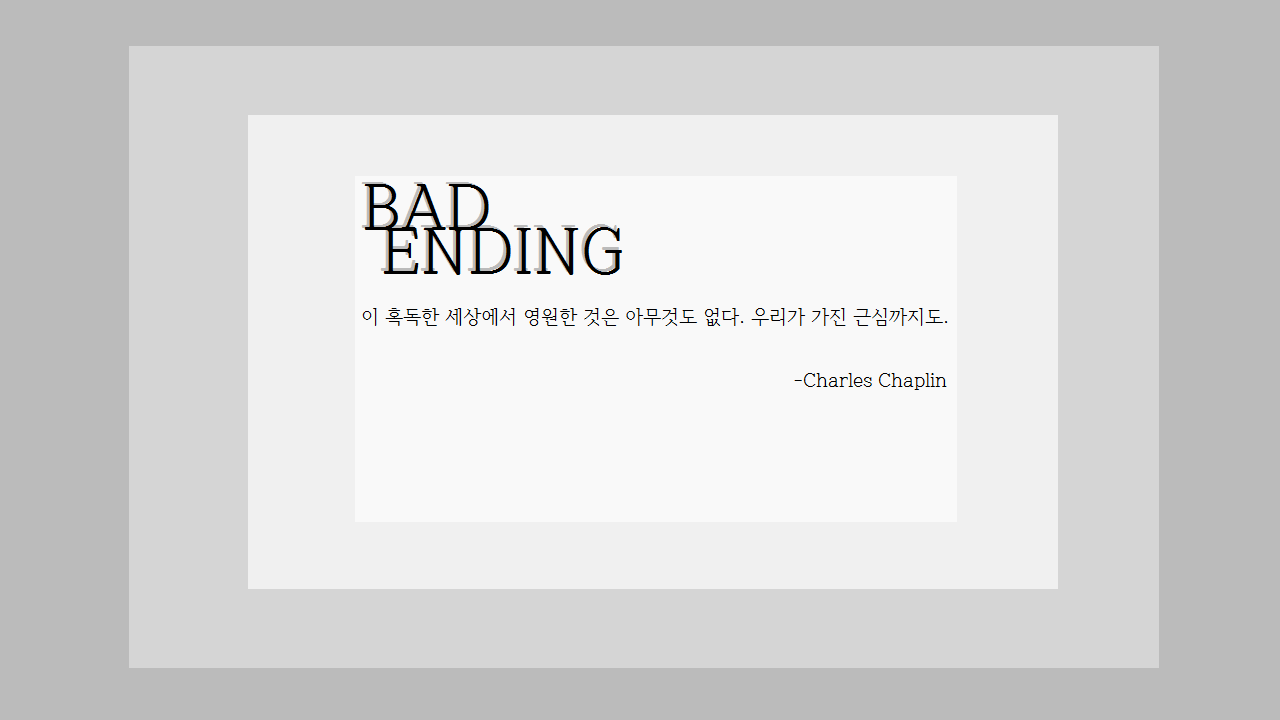 BAD
ENDING
이 혹독한 세상에서 영원한 것은 아무것도 없다. 우리가 가진 근심까지도.
-Charles Chaplin